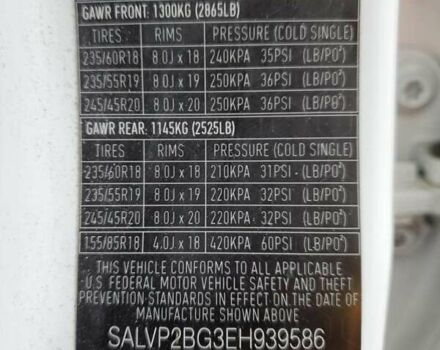 GAWR FRONT: 1300KG (2865LB)
TIRES RIMS PRESSURE (COLD SINGLE)
235/60R18 8.0J x 18 240KPA 35PSI (LB/PO²)
235/55R19 8.0J x 19 250KPA 36PSI (LB/PO²)
245/45R20 8.0J x 20 250KPA 36PSI (LB/PO²)
GAWR REAR: 1145KG (2525LB)
TIRES RIMS PRESSURE (COLD SINGLE)
235/60R18 8.0J x 18 210KPA 31PSI (LB/PO²)
235/55R19 8.0J x 19 220KPA 32PSI (LB/PO²)
245/45R20 8.0J x 20 220KPA 32PSI (LB/PO²)
155/85R18 4.0J x 18 420KPA 60PSI (LB/PO²)
THIS VEHICLE CONFORMS TO ALL APPLICABLE
U.S FEDERAL MOTOR VEHICLE SAFETY AND THEFT
PREVENTION STANDARDS IN EFFECT ON THE DATE
OF MANUFACTURE SHOWN ABOVE
SALVP2BG3EH939586